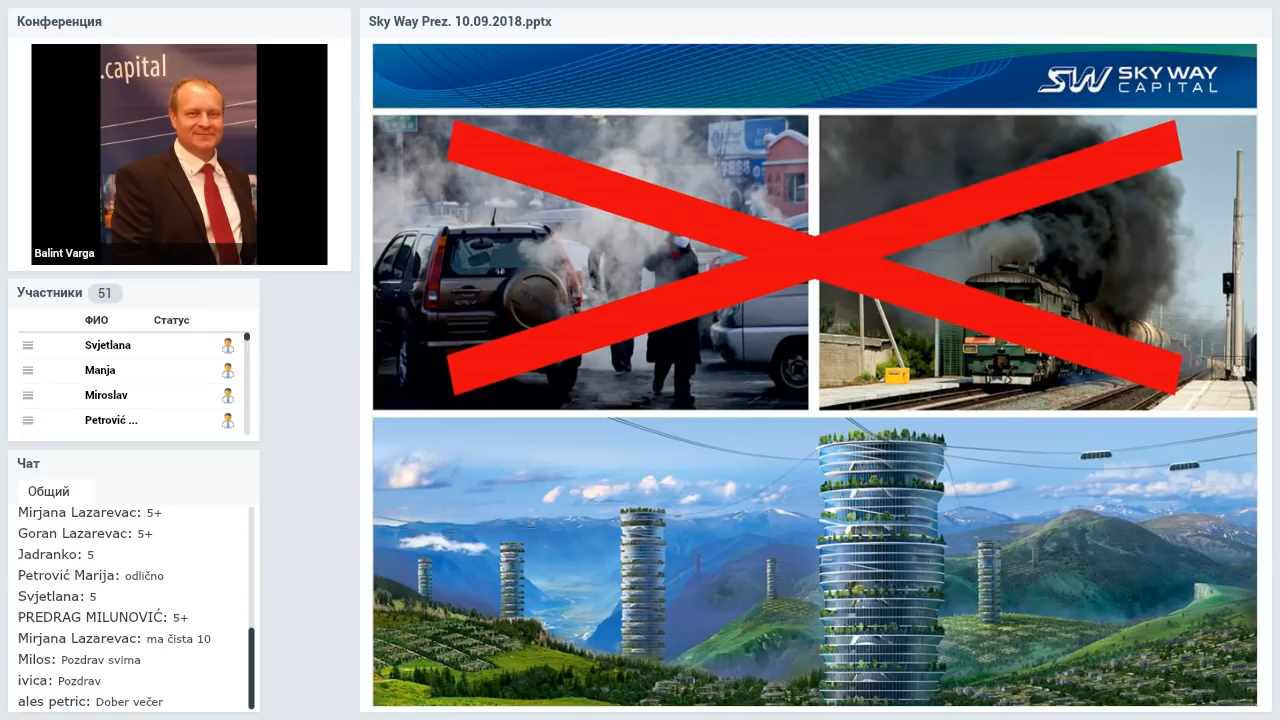 Конференция
.capital
Balint Varga
Участники 51
ФИО Статус
Svjetlana
Manja
Miroslav
Petrović ...
Чат
Общий
Mirjana Lazarevac: 5+
Goran Lazarevac: 5+
Jadranko: 5
Petrović Marija: odlično
Svjetlana: 5
PREDRAG MILUNOVIĆ: 5+
Mirjana Lazarevac: ma čista 10
Milos: Pozdrav svima
ivica: Pozdrav
ales petric: Dober večer
Sky Way Prez. 10.09.2018.pptx
SW SKY WAY
CAPITAL